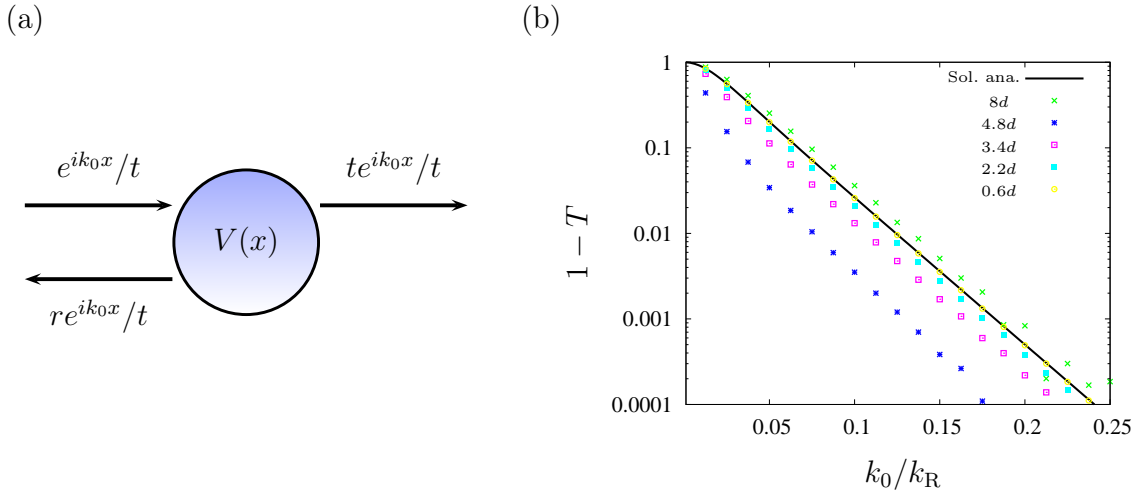 (a)
(b)
e^{ik_0x}/t
te^{ik_0x}/t
V(x)
re^{ik_0x}/t
1 − T
1
0.1
0.01
0.001
0.0001
Sol. ana.
8d
4.8d
3.4d
2.2d
0.6d
0.05
0.1
0.15
0.2
0.25
k_0/k_R